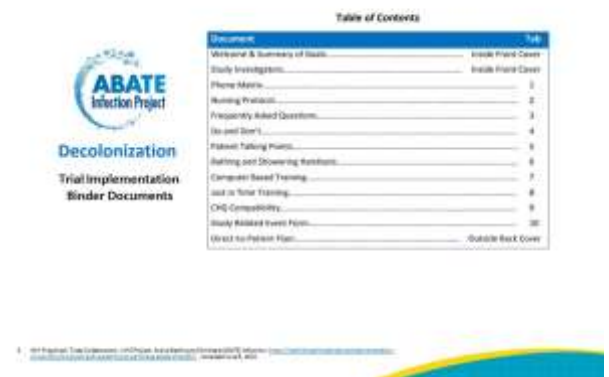 Table of Contents
Document Tab
Welcome & Summary of Goals Inside Front Cover
Study Investigators Inside Front Cover
Phone Matrix 1
Nursing Protocol 2
Frequently Asked Questions 3
Do and Don't 4
Patient Talking Points 5
Bathing and Showering Handouts 6
Computer Based Training 7
Just in Time Training 8
CHG Compatibility 9
Study Related Event Form 10
Direct-to-Patient Flyer Outside Back Cover
ABATE
Infection Project
Decolonization
Trial Implementation
Binder Documents